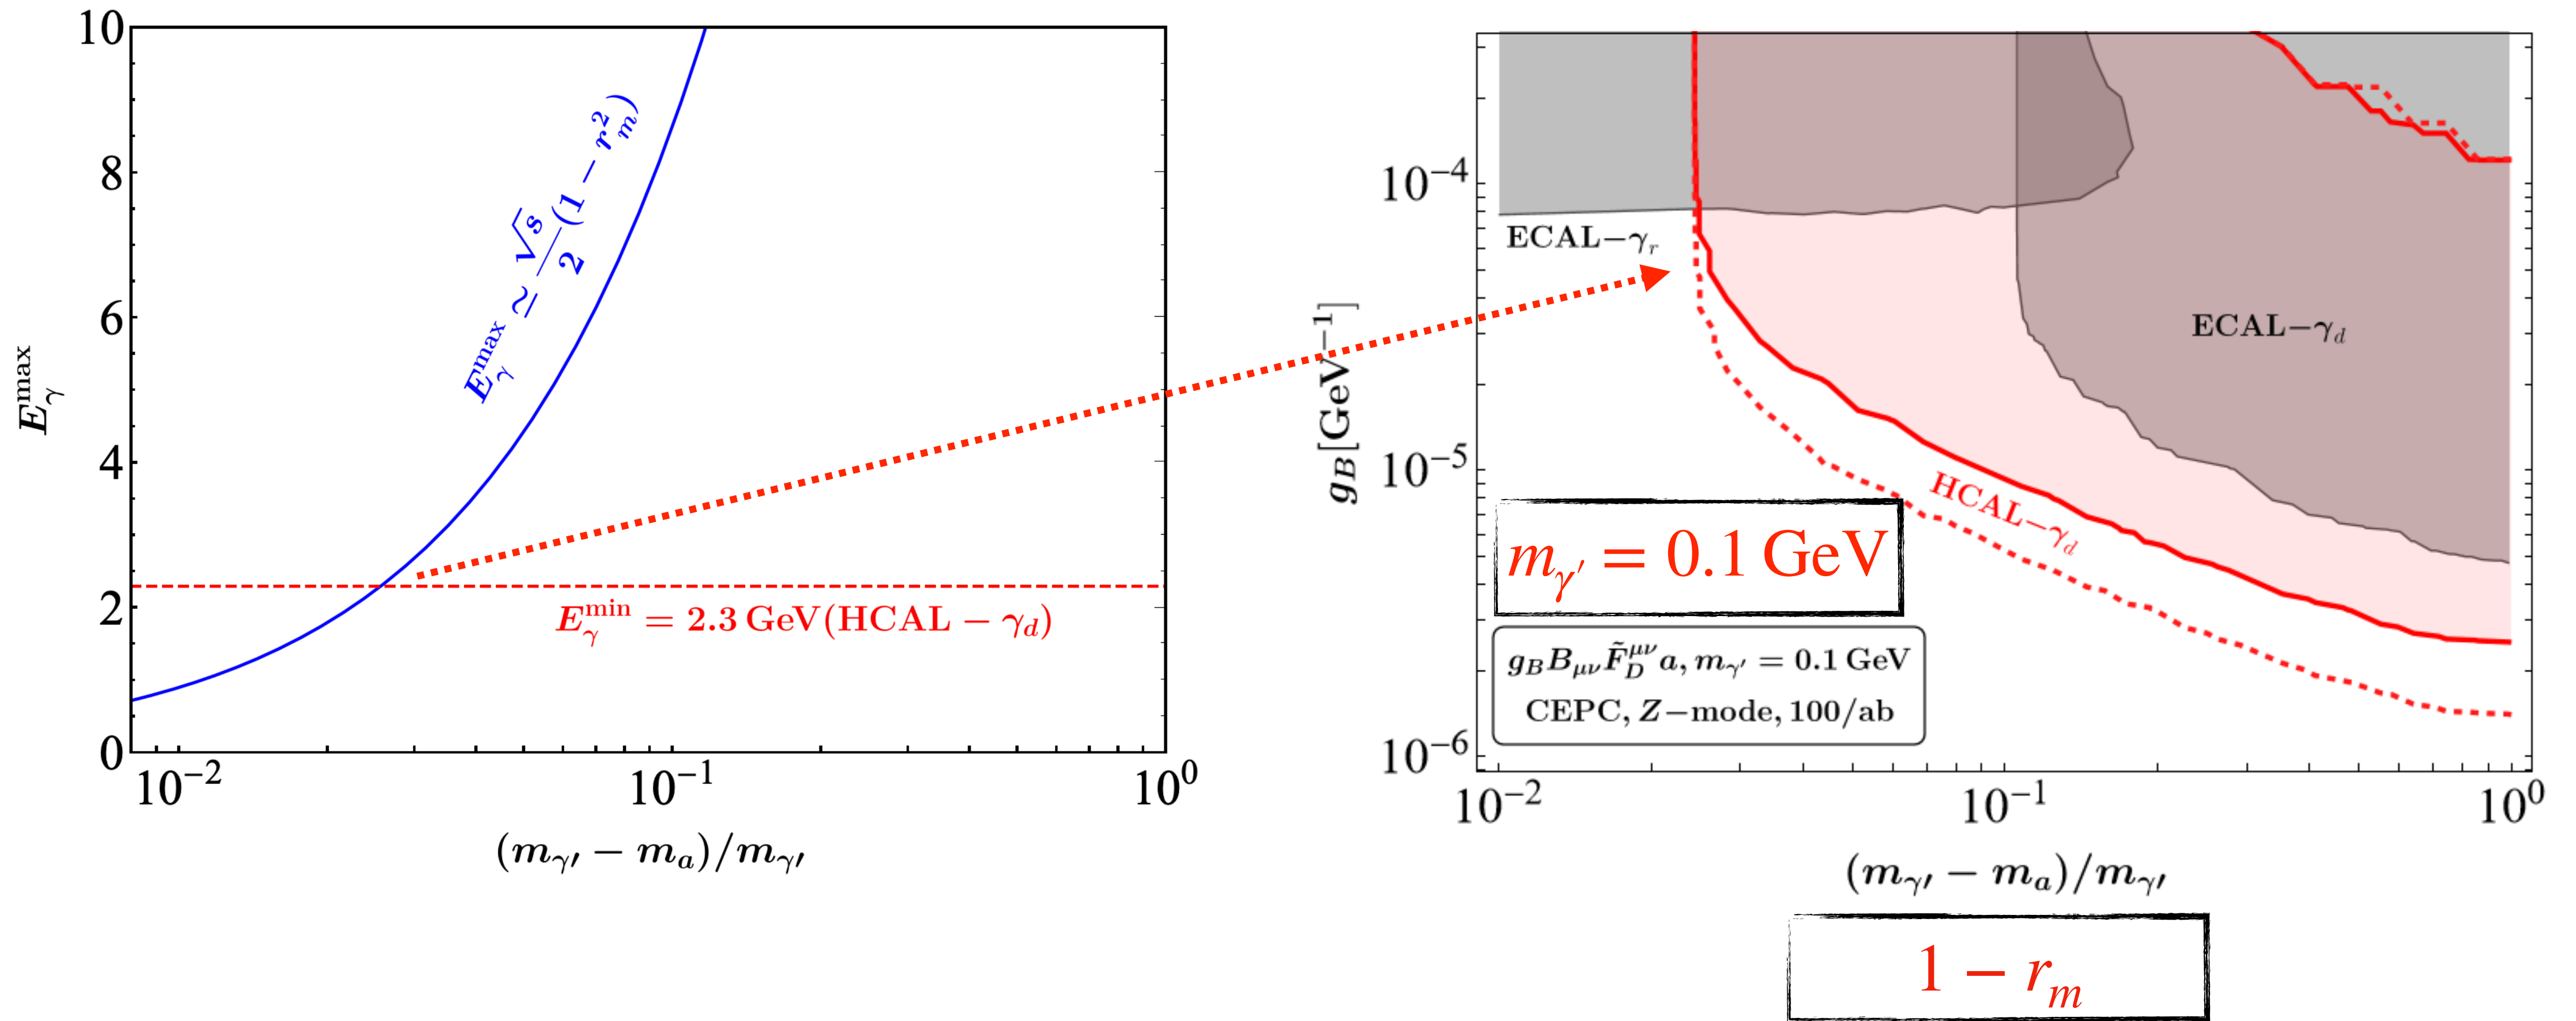 10
8
6
4
2
0
E_γ^max
E_γ^max ≃ √s/2 (1 − r_m^2)
E_γ^min = 2.3 GeV(HCAL − γ_d)
10^−2
10^−1
10^0
(m_γ′ − m_a)/m_γ′
g_B[GeV^−1]
10^−4
10^−5
10^−6
ECAL−γ_r
ECAL−γ_d
HCAL−γ_d
m_γ′ = 0.1 GeV
g_B B_μν F̃_D^μν a, m_γ′ = 0.1 GeV
CEPC, Z−mode, 100/ab
10^−2
10^−1
10^0
(m_γ′ − m_a)/m_γ′
1 − r_m